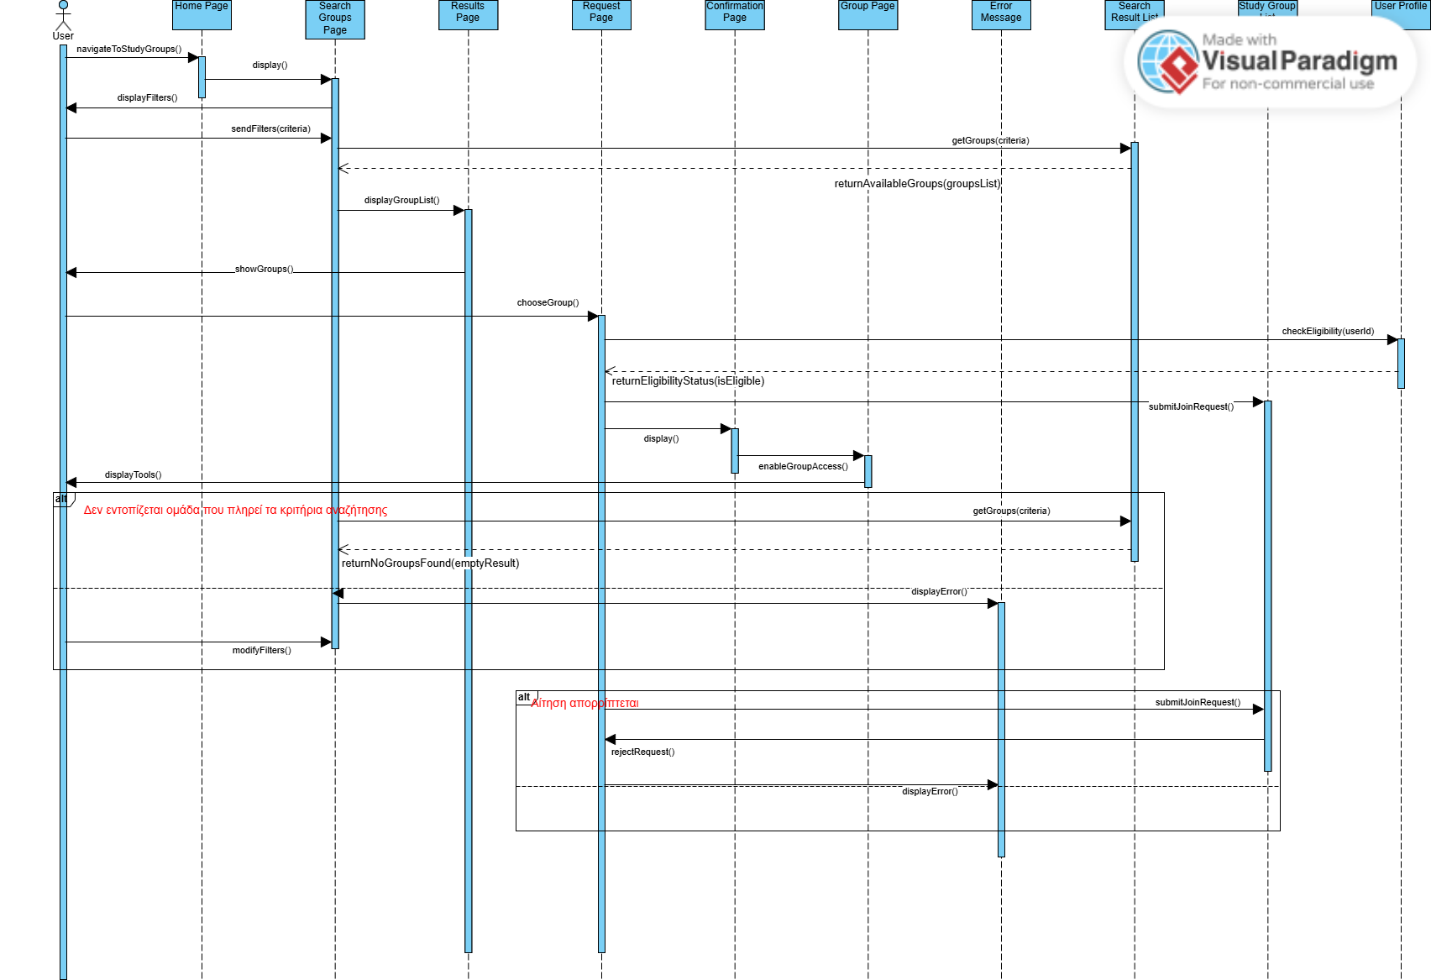 Home Page
Search
Groups
Page
Results
Page
Request
Page
Confirmation
Page
Group Page
Error
Message
Search
Result List
Study Group
User Profile
User
Made with
Visual Paradigm
For non-commercial use
navigateToStudyGroups()
display()
displayFilters()
sendFilters(criteria)
getGroups(criteria)
returnAvailableGroups(groupsList)
displayGroupList()
showGroups()
chooseGroup()
checkEligibility(userId)
returnEligibilityStatus(isEligible)
submitJoinRequest()
display()
enableGroupAccess()
displayTools()
alt
Δεν εντοπίζεται ομάδα που πληρεί τα κριτήρια αναζήτησης
getGroups(criteria)
returnNoGroupsFound(emptyResult)
displayError()
modifyFilters()
alt
Αίτηση απορρίπτεται
submitJoinRequest()
rejectRequest()
displayError()